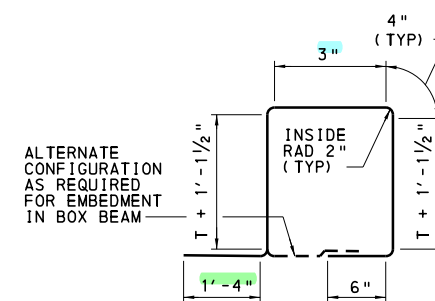 4"
(TYP)
3"
INSIDE
RAD 2"
(TYP)
T + 1'-1½"
T + 1'-1½"
ALTERNATE
CONFIGURATION
AS REQUIRED
FOR EMBEDMENT
IN BOX BEAM
1'-4"
6"